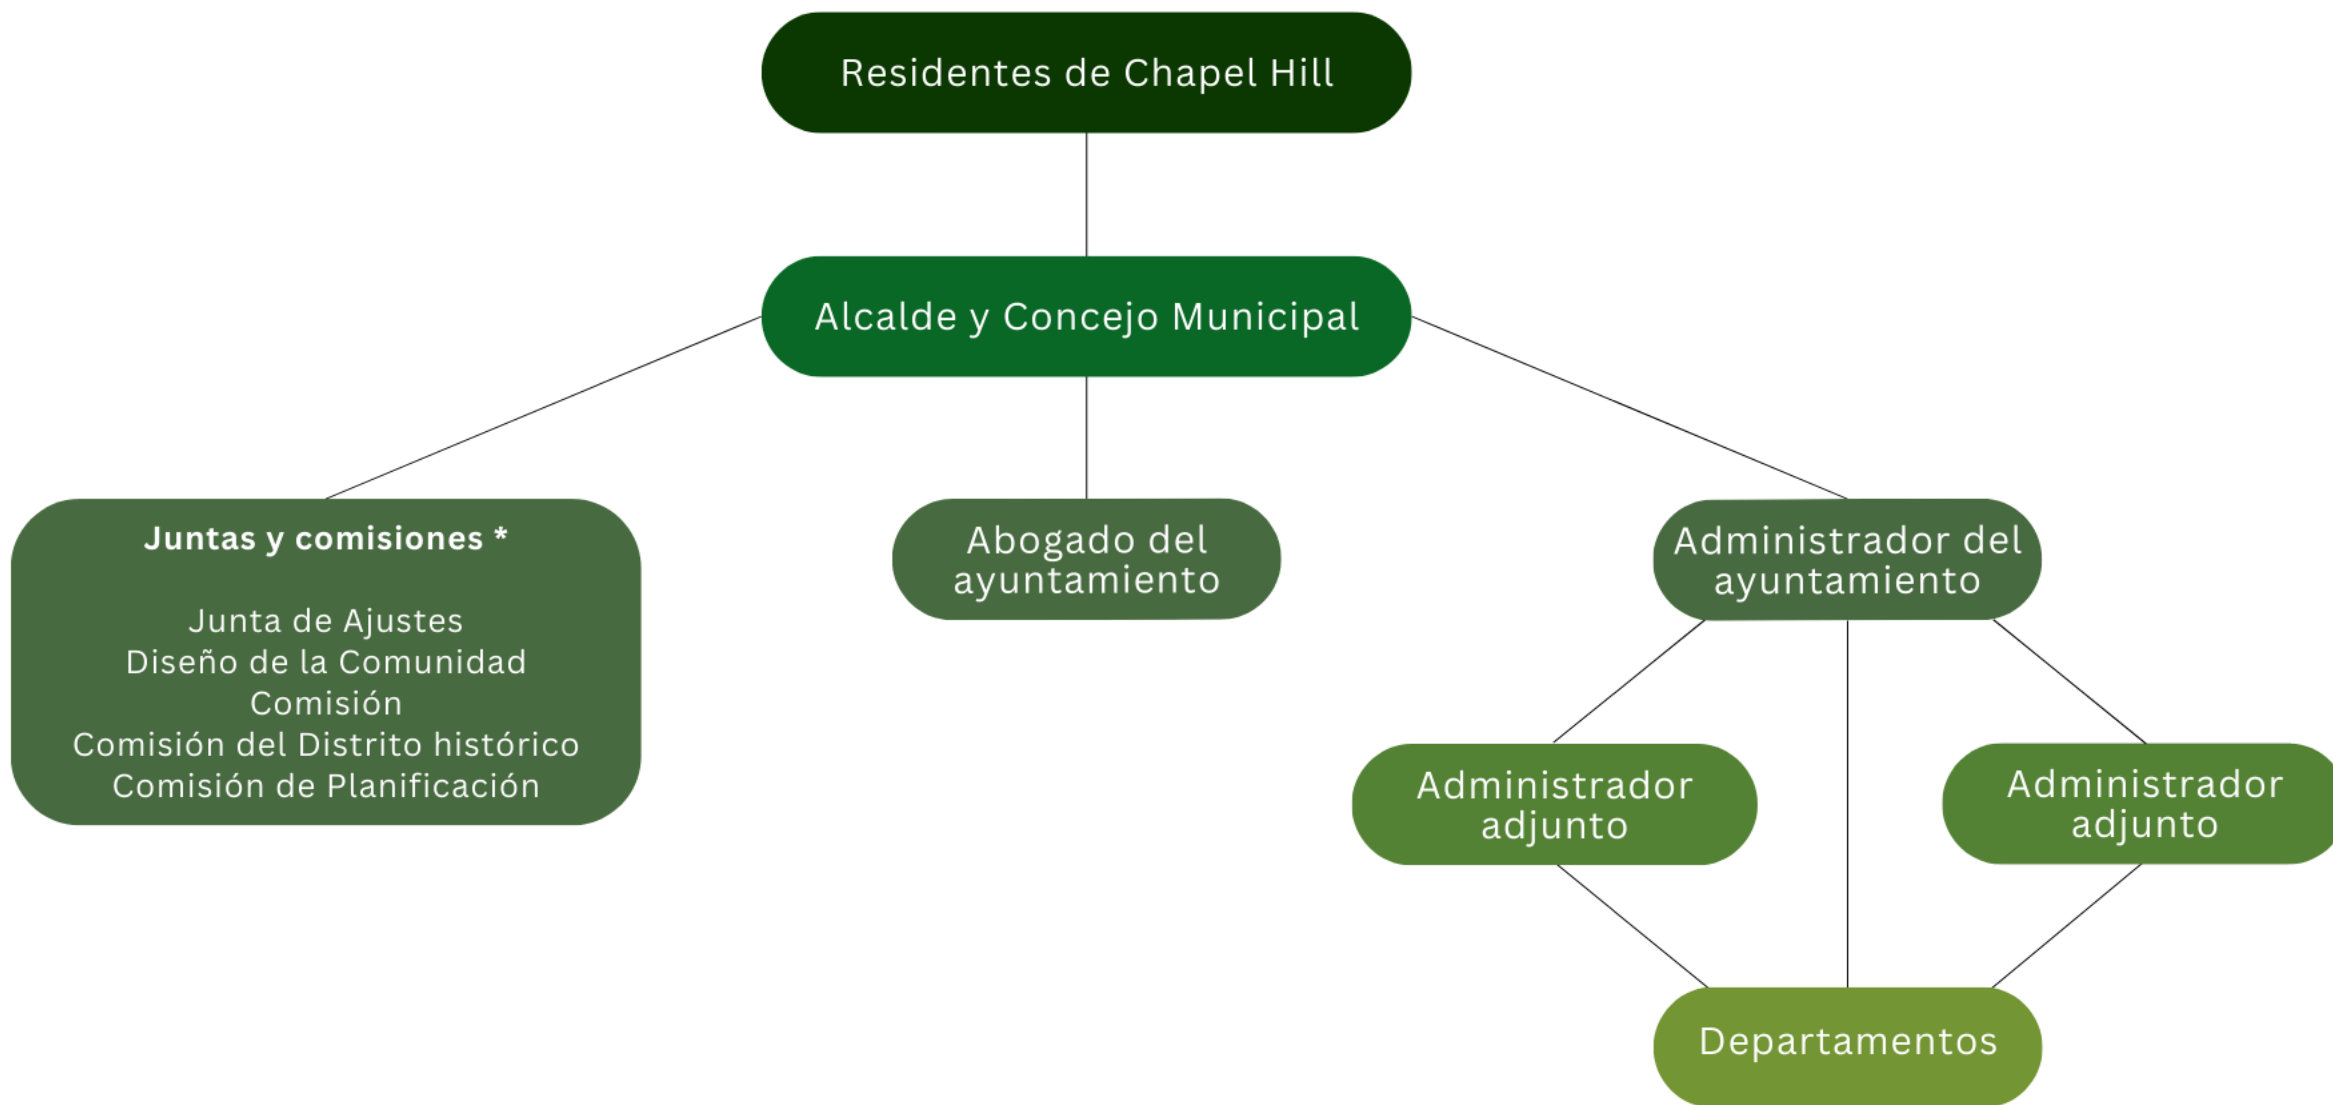 Residentes de Chapel Hill
Alcalde y Concejo Municipal
Juntas y comisiones *
Junta de Ajustes
Diseño de la Comunidad
Comisión
Comisión del Distrito histórico
Comisión de Planificación
Abogado del
ayuntamiento
Administrador del
ayuntamiento
Administrador
adjunto
Administrador
adjunto
Departamentos